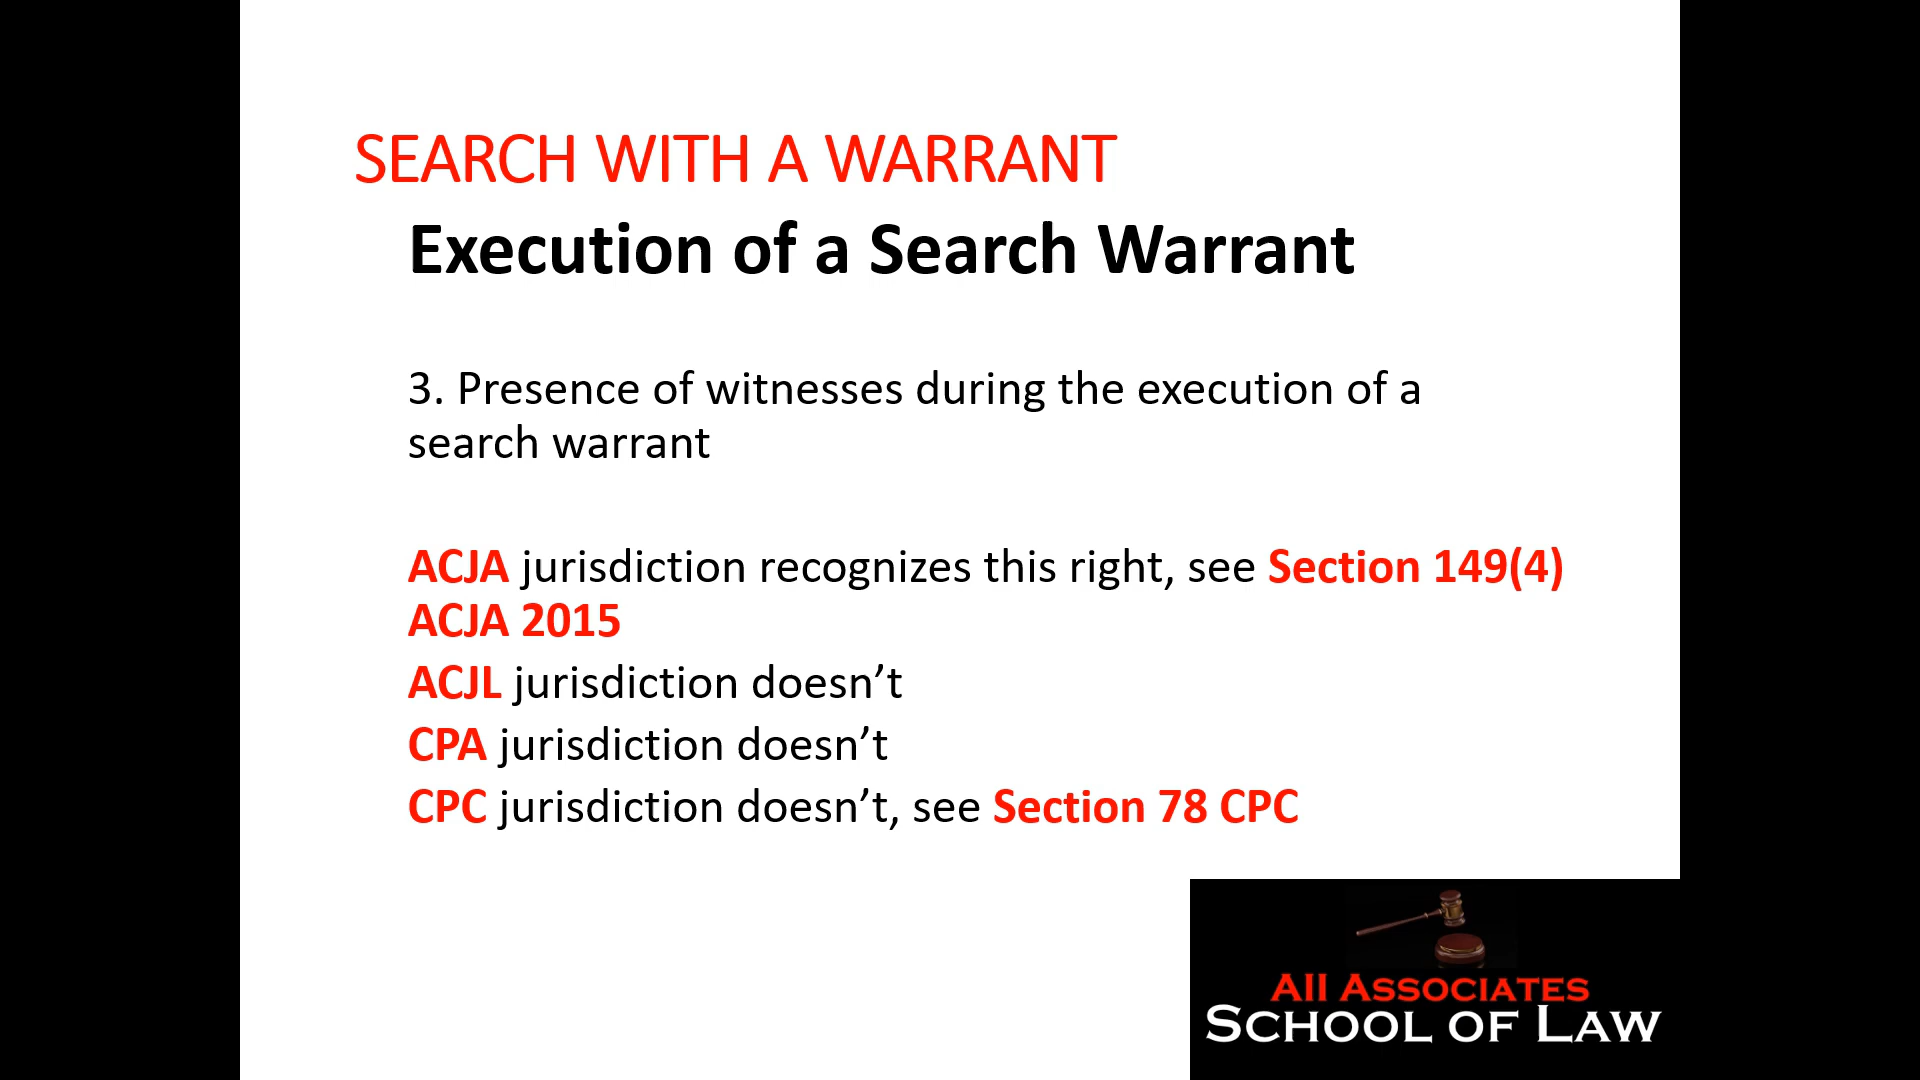 SEARCH WITH A WARRANT
Execution of a Search Warrant
3. Presence of witnesses during the execution of a
search warrant
ACJA jurisdiction recognizes this right, see Section 149(4)
ACJA 2015
ACJL jurisdiction doesn’t
CPA jurisdiction doesn’t
CPC jurisdiction doesn’t, see Section 78 CPC
All Associates
School of Law